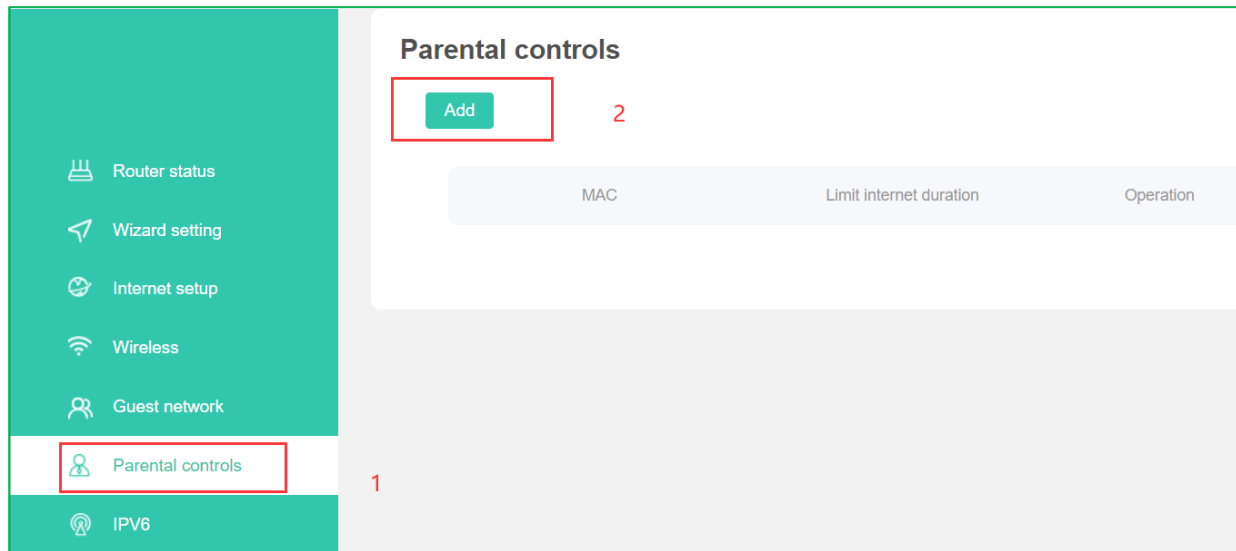 Parental controls
Add
2
MAC Limit internet duration Operation
Router status
Wizard setting
Internet setup
Wireless
Guest network
Parental controls
1
IPV6